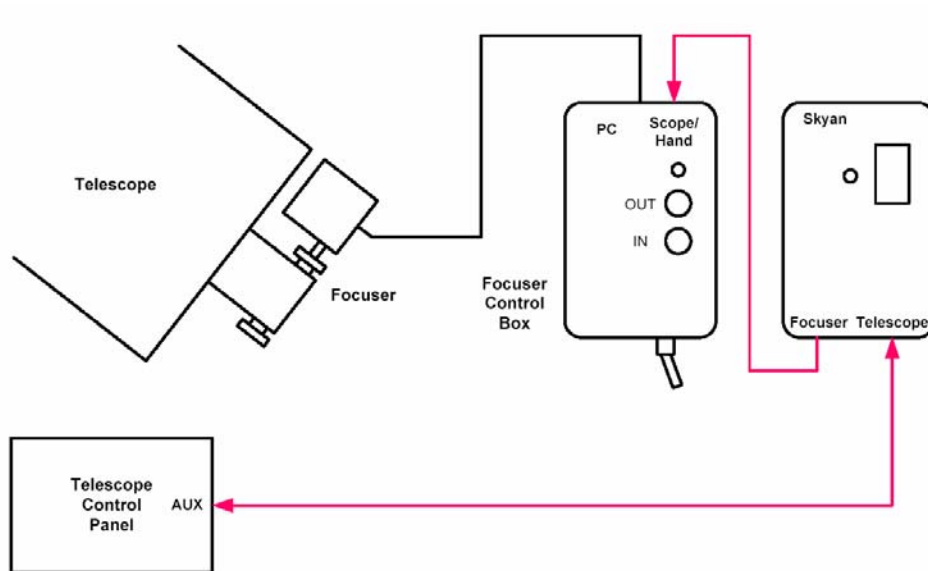 Telescope
Focuser
PC
Scope/
Hand
OUT
IN
Focuser
Control
Box
Skyan
Focuser Telescope
Telescope
Control
Panel
AUX